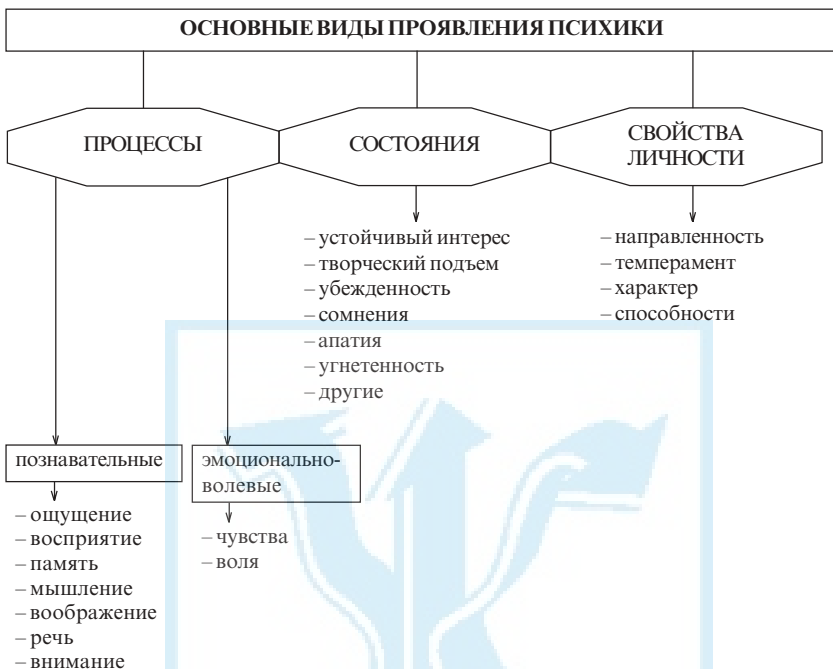 ОСНОВНЫЕ ВИДЫ ПРОЯВЛЕНИЯ ПСИХИКИ
ПРОЦЕССЫ
СОСТОЯНИЯ
СВОЙСТВА
ЛИЧНОСТИ
– устойчивый интерес
– творческий подъем
– убежденность
– сомнения
– апатия
– угнетенность
– другие
– направленность
– темперамент
– характер
– способности
познавательные
– ощущение
– восприятие
– память
– мышление
– воображение
– речь
– внимание
эмоционально-
волевые
– чувства
– воля